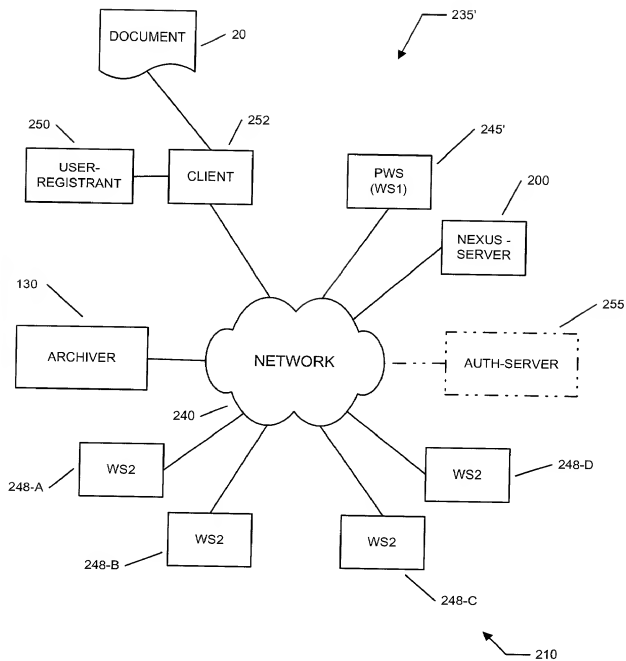 DOCUMENT
20
235'
250
252
245'
USER-
REGISTRANT
CLIENT
PWS
(WS1)
200
NEXUS -
SERVER
130
255
ARCHIVER
NETWORK
AUTH-SERVER
240
WS2
248-A
WS2
248-D
WS2
248-B
WS2
248-C
210